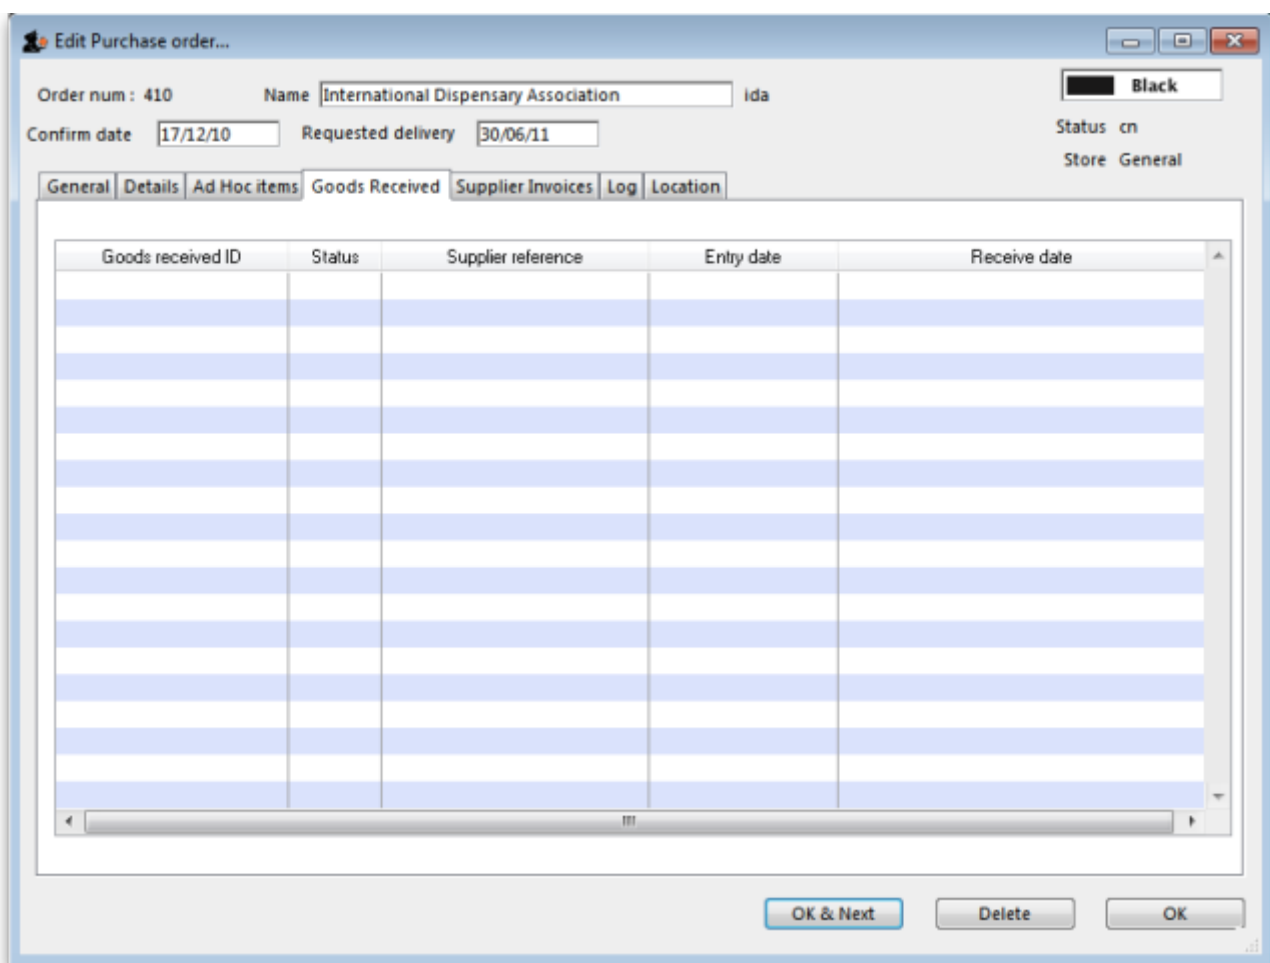 Edit Purchase order...
Order num : 410 Name International Dispensary Association ida Black
Confirm date 17/12/10 Requested delivery 30/06/11 Status cn
Store General
General Details Ad Hoc items Goods Received Supplier Invoices Log Location
Goods received ID Status Supplier reference Entry date Receive date
OK & Next Delete OK